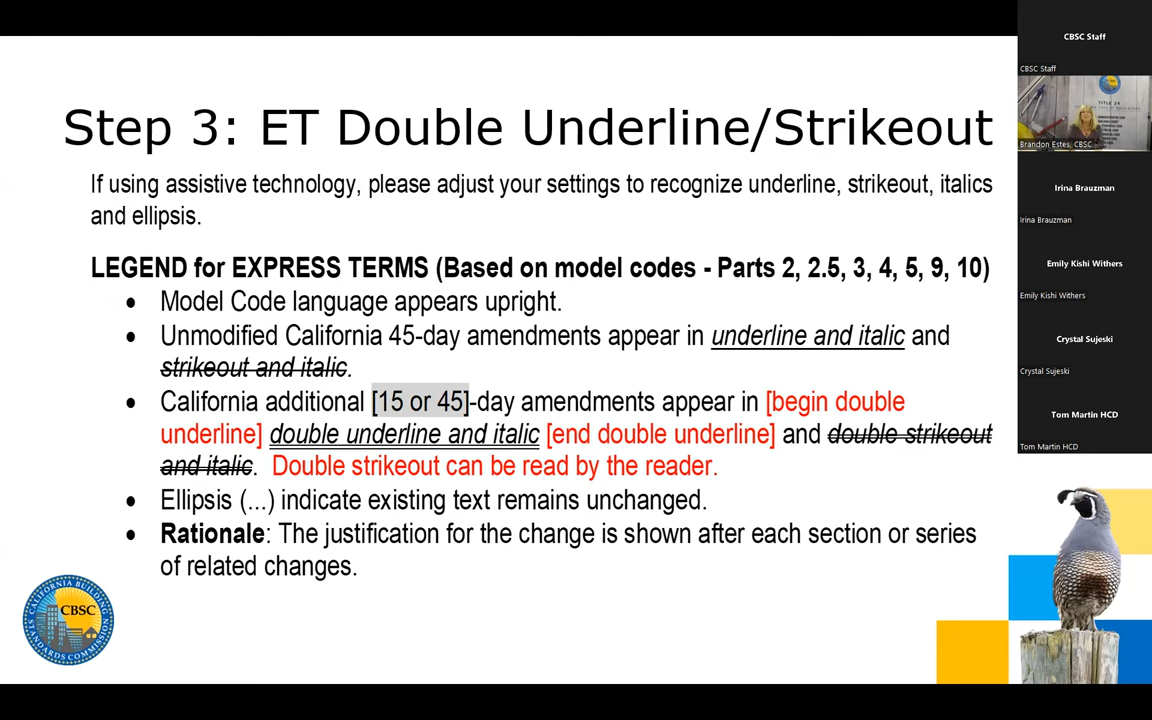 Step 3: ET Double Underline/Strikeout
If using assistive technology, please adjust your settings to recognize underline, strikeout, italics
and ellipsis.
LEGEND for EXPRESS TERMS (Based on model codes - Parts 2, 2.5, 3, 4, 5, 9, 10)
• Model Code language appears upright.
• Unmodified California 45-day amendments appear in underline and italic and
strikeout and italic.
• California additional [15 or 45]-day amendments appear in [begin double
underline] double underline and italic [end double underline] and double strikeout
and italic. Double strikeout can be read by the reader.
• Ellipsis (...) indicate existing text remains unchanged.
• Rationale: The justification for the change is shown after each section or series
of related changes.
CALIFORNIA BUILDING
CBSC
STANDARDS COMMISSION
CBSC Staff
CBSC Staff
TITLE 24
Brandon Estes, CBSC
Irina Brauzman
Irina Brauzman
Emily Kishi Withers
Emily Kishi Withers
Crystal Sujeski
Crystal Sujeski
Tom Martin HCD
Tom Martin HCD